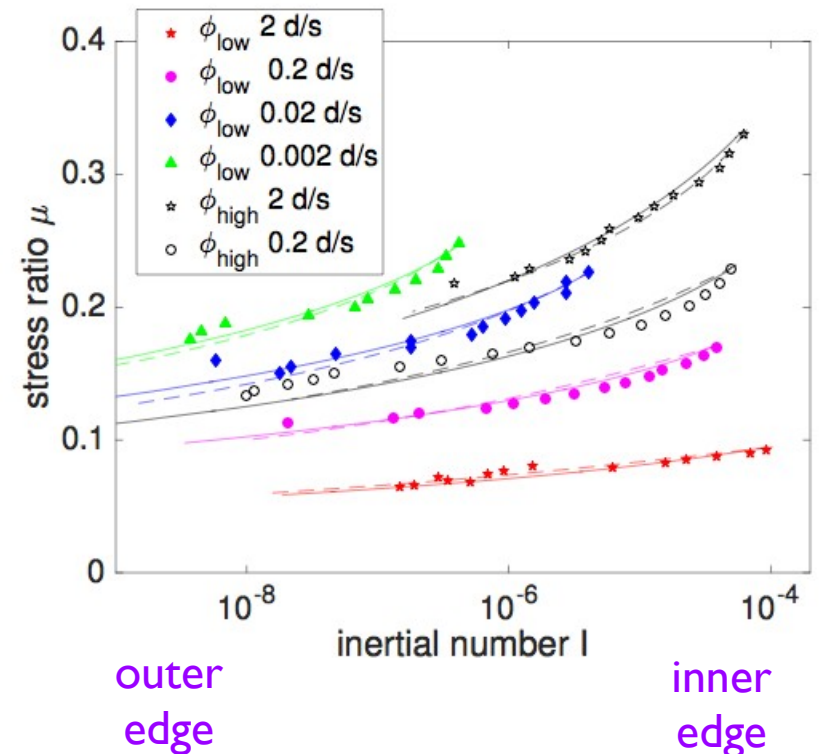 ϕlow 2 d/s
ϕlow 0.2 d/s
ϕlow 0.02 d/s
ϕlow 0.002 d/s
ϕhigh 2 d/s
ϕhigh 0.2 d/s
0.4
0.3
0.2
0.1
0
stress ratio μ
10-8 10-6 10-4
inertial number I
outer edge
inner edge